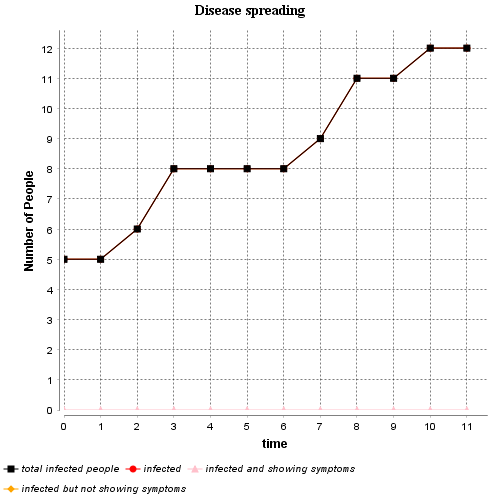 Disease spreading
Number of People
12
11
10
9
8
7
6
5
4
3
2
1
0
0 1 2 3 4 5 6 7 8 9 10 11
time
total infected people infected infected and showing symptoms
infected but not showing symptoms